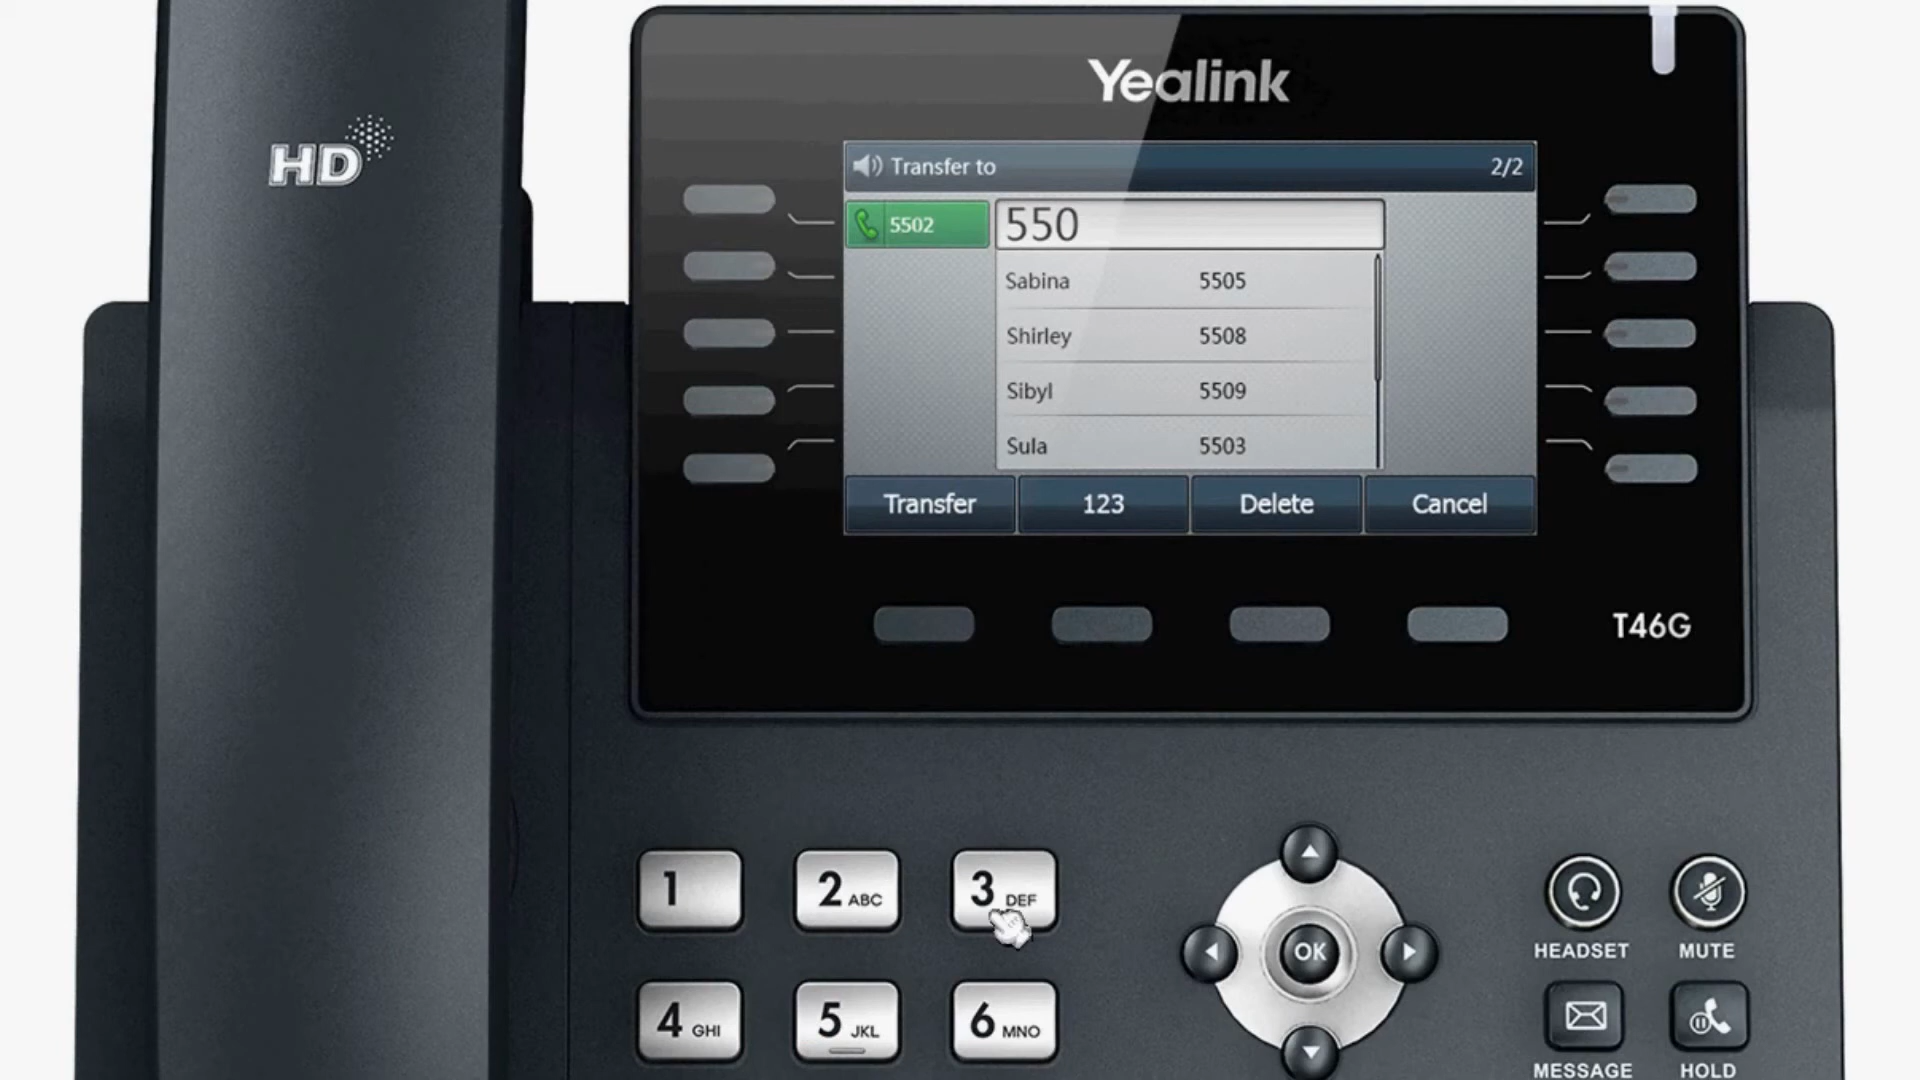 HD
Yealink
Transfer to 2/2
5502 550
Sabina 5505
Shirley 5508
Sibyl 5509
Sula 5503
Transfer 123 Delete Cancel
T46G
1 2 ABC 3 DEF
OK
HEADSET MUTE
4 GHI 5 JKL 6 MNO
MESSAGE HOLD